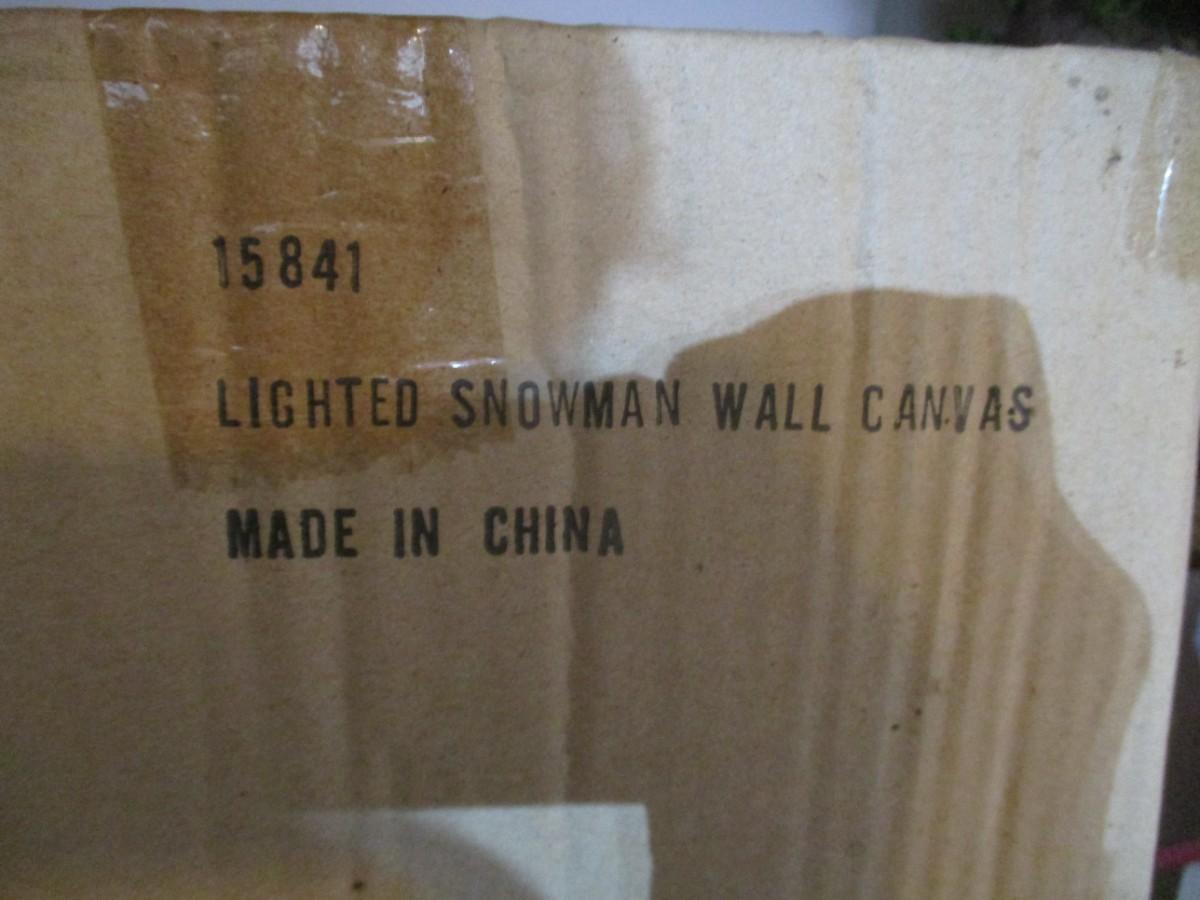 15841
LIGHTED SNOWMAN WALL CANVAS
MADE IN CHINA